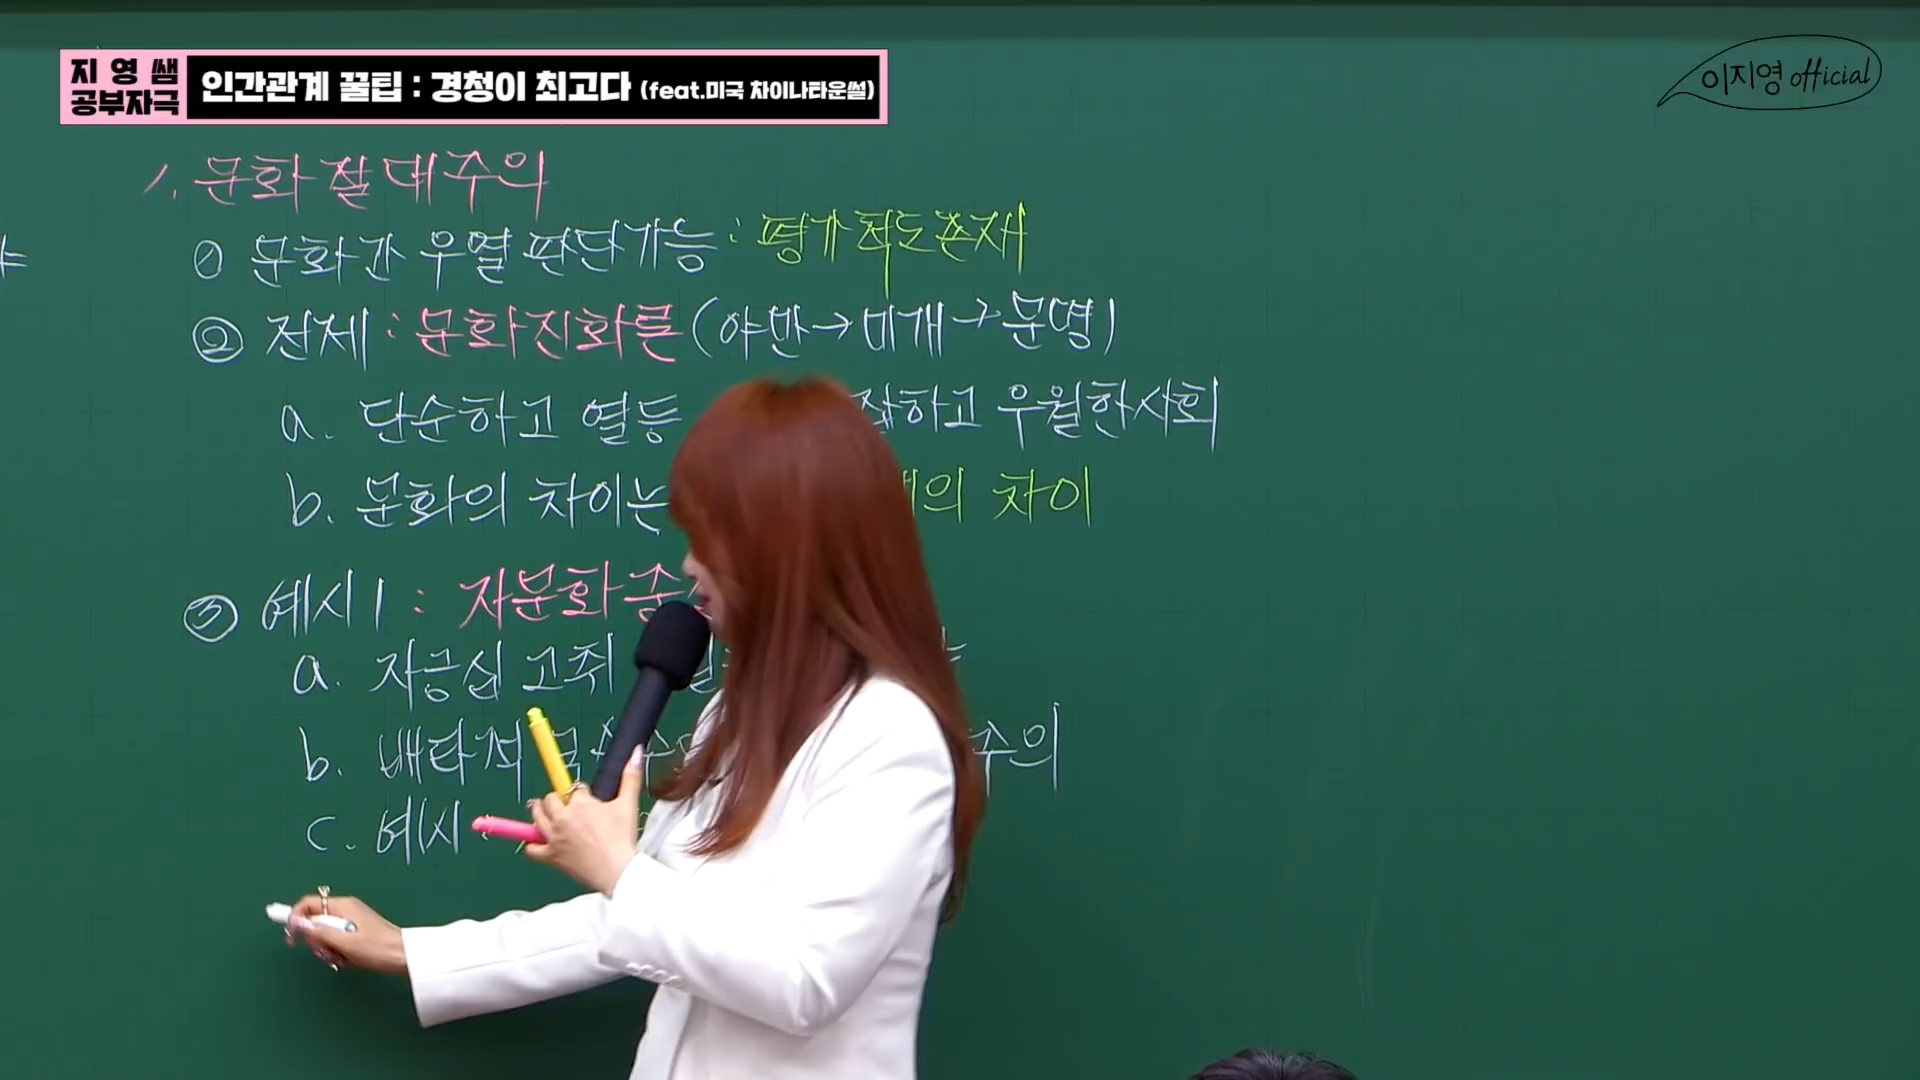 지영쌤
공부자극
인간관계 꿀팁 : 경청이 최고다 (feat.미국 차이나타운썰)
이지영 official
1. 문화 절대주의
① 문화간 우열 판단가능 : 평가 척도 존재
② 전제 : 문화진화론 (야만→미개→문명)
a. 단순하고 열등 잡하고 우월한사회
b. 문화의 차이는 의 차이
③ 예시1 : 자문화중
a. 자긍심 고취
b. 배타적 국수주 주의
c. 예시 :